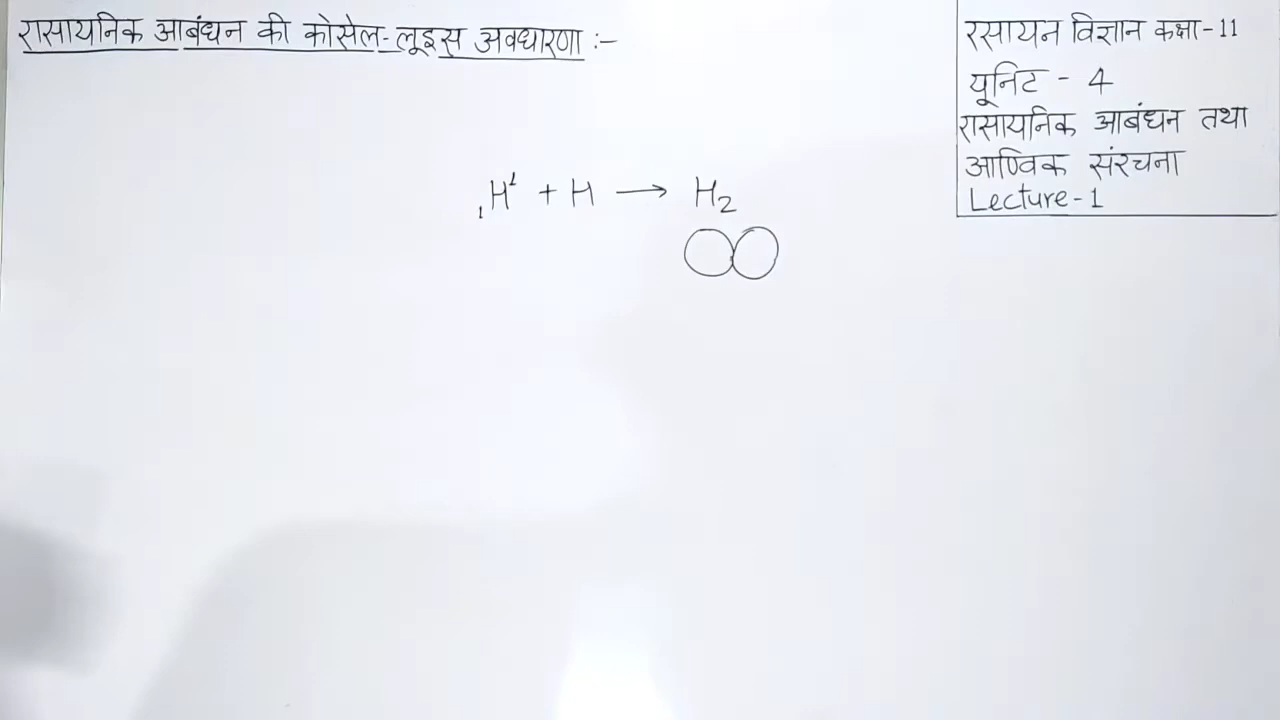 रासायनिक आबंधन की कोसेल-लूइस अवधारणा :-
रसायन विज्ञान कक्षा-11
यूनिट - 4
रासायनिक आबंधन तथा
आण्विक संरचना
Lecture-1
₁H¹ + H ⟶ H₂